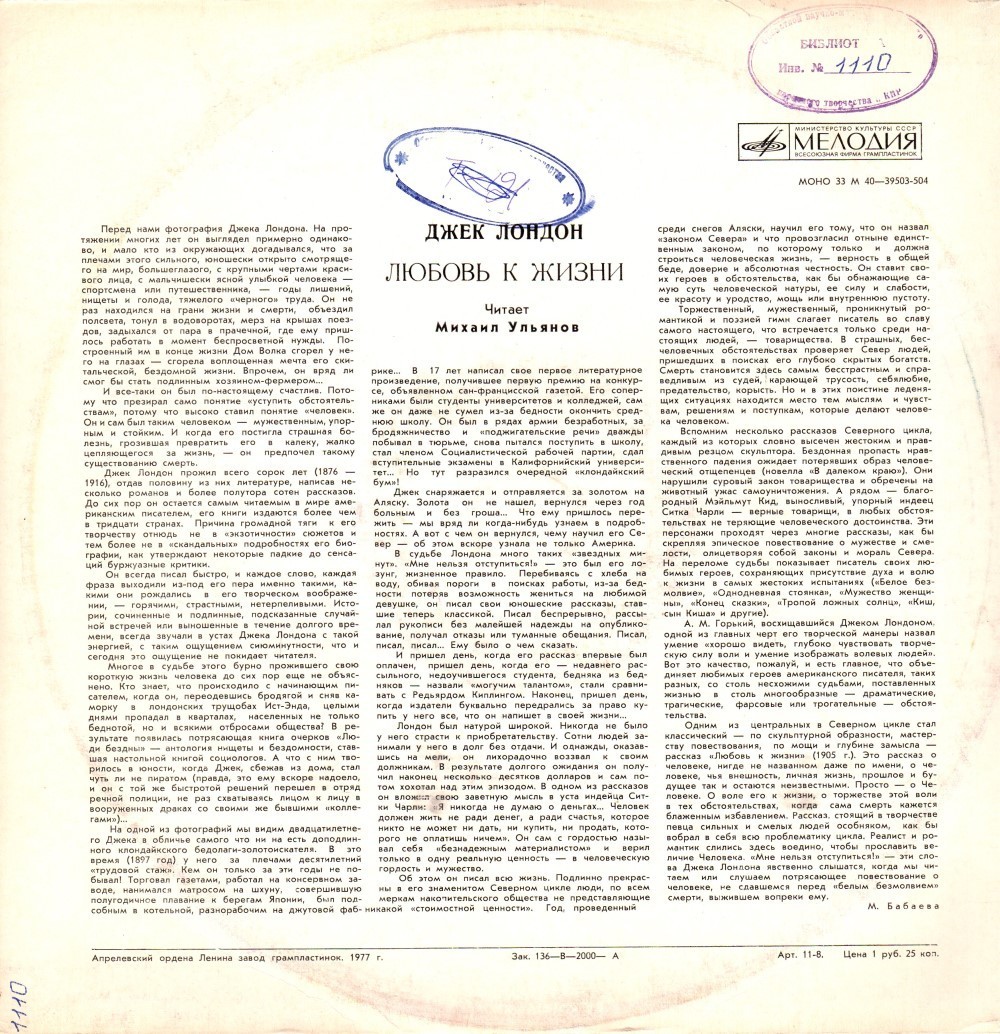 БИБЛИОТ
Инв. № 1110
народного творчества
МИНИСТЕРСТВО КУЛЬТУРЫ СССР
МЕЛОДИЯ
ВСЕСОЮЗНАЯ ФИРМА ГРАМПЛАСТИНОК
МОНО 33 М 40—39503-504
ДЖЕК ЛОНДОН
ЛЮБОВЬ К ЖИЗНИ
Читает
Михаил Ульянов
Перед нами фотография Джека Лондона. На про-
тяжении многих лет он выглядел примерно одинако-
во, и мало кто из окружающих догадывался, что за
плечами этого сильного, юношески открыто смотряще-
го на мир, большеглазого, с крупными чертами краси-
вого лица, с мальчишески ясной улыбкой человека —
спортсмена или путешественника, — годы лишений,
нищеты и голода, тяжелого «черного» труда. Он не
раз находился на грани жизни и смерти, объездил
полсвета, тонул в водоворотах, мерз на крышах поез-
дов, задыхался от пара в прачечной, где ему приш-
лось работать в момент беспросветной нужды. По-
строенный им в конце жизни Дом Волка сгорел у не-
го на глазах — сгорела воплощенная мечта его ски-
тальческой, бездомной жизни. Впрочем, он вряд ли
смог бы стать подлинным хозяином-фермером...
И все-таки он был по-настоящему счастлив. Пото-
му что презирал само понятие «уступить обстоятель-
ствам», потому что высоко ставил понятие «человек».
Он и сам был таким человеком — мужественным, упор-
ным и стойким. И когда его постигла страшная бо-
лезнь, грозившая превратить его в калеку, жалко
цепляющегося за жизнь, — он предпочел такому
существованию смерть.
Джек Лондон прожил всего сорок лет (1876 —
1916), отдав половину из них литературе, написав не-
сколько романов и более полутора сотен рассказов.
До сих пор он остается самым читаемым в мире аме-
риканским писателем, его книги издаются более чем
в тридцати странах. Причина громадной тяги к его
творчеству отнюдь не в «экзотичности» сюжетов и
тем более не в «скандальных» подробностях его био-
графии, как утверждают некоторые падкие до сенса-
ций буржуазные критики.
Он всегда писал быстро, и каждое слово, каждая
фраза выходили из-под его пера именно такими, ка-
кими они рождались в его творческом воображе-
нии, — горячими, страстными, нетерпеливыми. Исто-
рии, сочиненные и подлинные, подсказанные случай-
ной встречей или выношенные в течение долгого вре-
мени, всегда звучали в устах Джека Лондона с такой
энергией, с таким ощущением сиюминутности, что и
сегодня это ощущение не покидает читателя.
Многое в судьбе этого бурно прожившего свою
короткую жизнь человека до сих пор еще не объяс-
нено. Кто знает, что происходило с начинающим пи-
сателем, когда он, переодевшись бродягой и сняв ка-
морку в лондонских трущобах Ист-Энда, целыми
днями пропадал в кварталах, населенных не только
беднотой, но и всякими отбросами общества? В ре-
зультате появилась потрясающая книга очерков «Лю-
ди бездны» — антология нищеты и бездомности, став-
шая настольной книгой социологов. А что с ним тво-
рилось в юности, когда Джек, сбежав из дома, стал
чуть ли не пиратом (правда, это ему вскоре надоело,
и он с той же быстротой решений перешел в отряд
речной полиции, не раз схватываясь лицом к лицу в
вооруженных драках со своими же бывшими «колле-
гами»)...
На одной из фотографий мы видим двадцатилетне-
го Джека в обличье самого что ни на есть доподлин-
ного клондайкского бедолаги-золотоискателя. В это
время (1897 год) у него за плечами десятилетний
«трудовой стаж». Кем он только за эти годы не по-
бывал! Торговал газетами, работал на консервном за-
воде, нанимался матросом на шхуну, совершившую
полугодичное плавание к берегам Японии, был под-
собным в котельной, разнорабочим на джутовой фаб-
рике... В 17 лет написал свое первое литературное
произведение, получившее первую премию на конкур-
се, объявленном сан-францисской газетой. Его сопер-
никами были студенты университетов и колледжей, сам
же он даже не сумел из-за бедности окончить сред-
нюю школу. Он был в рядах армии безработных, за
бродяжничество и «поджигательские речи» дважды
побывал в тюрьме, снова пытался поступить в школу,
стал членом Социалистической рабочей партии, сдал
вступительные экзамены в Калифорнийский универси-
тет... Но тут разразился очередной «клондайкский
бум»!
Джек снаряжается и отправляется за золотом на
Аляску. Золота он не нашел, вернулся через год
больным и без гроша... Что ему пришлось пере-
жить — мы вряд ли когда-нибудь узнаем в подроб-
ностях. А вот с чем он вернулся, чему научил его Се-
вер — об этом вскоре узнала не только Америка.
В судьбе Лондона много таких «звездных ми-
нут». «Мне нельзя отступиться!» — это был его ло-
зунг, жизненное правило. Перебиваясь с хлеба на
воду, обивая пороги в поисках работы, из-за бед-
ности потеряв возможность жениться на любимой
девушке, он писал свои юношеские рассказы, став-
шие теперь классикой. Писал беспрерывно, рассы-
лал рукописи без малейшей надежды на опублико-
вание, получал отказы или туманные обещания. Писал,
писал, писал... Ему было о чем сказать.
И пришел день, когда его рассказ впервые был
оплачен, пришел день, когда его — недавнего рас-
сыльного, недоучившегося студента, бедняка из бед-
няков — назвали «могучим талантом», стали сравни-
вать с Редьярдом Киплингом. Наконец, пришел день,
когда издатели буквально передрались за право ку-
пить у него все, что он напишет в своей жизни...
Лондон был натурой широкой. Никогда не было
у него страсти к приобретательству. Сотни людей за-
нимали у него в долг без отдачи. И однажды, оказав-
шись на мели, он лихорадочно воззвал к своим
должникам. В результате долгого ожидания он полу-
чил наконец несколько десятков долларов и сам по-
том хохотал над этим эпизодом. В одном из рассказов
он вложил свою заветную мысль в уста индейца Сит-
ки Чарли: «Я никогда не думаю о деньгах... Человек
должен жить не ради денег, а ради счастья, которое
никто не может ни дать, ни купить, ни продать, кото-
рого не оплатишь ничем». Он сам с гордостью назы-
вал себя «безнадежным материалистом» и верил
только в одну реальную ценность — в человеческую
гордость и мужество.
Об этом он писал всю жизнь. Подлинно прекрас-
ны в его знаменитом Северном цикле люди, по всем
меркам накопительского общества не представляющие
никакой «стоимостной ценности». Год, проведенный
среди снегов Аляски, научил его тому, что он назвал
«законом Севера» и что провозгласил отныне единст-
венным законом, по которому только и должна
строиться человеческая жизнь, — верность в общей
беде, доверие и абсолютная честность. Он ставит сво-
их героев в обстоятельства, как бы обнажающие са-
мую суть человеческой натуры, ее силу и слабости,
ее красоту и уродство, мощь или внутреннюю пустоту.
Торжественный, мужественный, проникнутый ро-
мантикой и поэзией гимн слагает писатель во славу
самого настоящего, что встречается только среди на-
стоящих людей, — товарищества. В страшных, бес-
человечных обстоятельствах проверяет Север людей,
пришедших в поисках его глубоко скрытых богатств.
Смерть становится здесь самым бесстрастным и спра-
ведливым из судей, карающей трусость, себялюбие,
предательство, корысть. Но и в этих поистине леденя-
щих ситуациях находится место тем мыслям и чувст-
вам, решениям и поступкам, которые делают челове-
ка человеком.
Вспомним несколько рассказов Северного цикла,
каждый из которых словно высечен жестоким и прав-
дивым резцом скульптора. Бездонная пропасть нрав-
ственного падения ожидает потерявших образ человеч-
ческий отщепенцев (новелла «В далеком краю»). Они
нарушили суровый закон товарищества и обречены на
животный ужас самоуничтожения. А рядом — благо-
родный Мэйлмут Кид, выносливый, упорный индеец
Ситка Чарли — верные товарищи, в любых обстоя-
тельствах не теряющие человеческого достоинства. Эти
персонажи проходят через многие рассказы, как бы
скрепляя эпическое повествование о мужестве и сме-
лости, олицетворяя собой законы и мораль Севера.
На переломе судьбы показывает писатель своих лю-
бимых героев, сохраняющих присутствие духа и волю
к жизни в самых жестоких испытаниях («Белое без-
молвие», «Однодневная стоянка», «Мужество женщи-
ны», «Конец сказки», «Тропой ложных солнц», «Киш,
сын Киша» и другие).
А. М. Горький, восхищавшийся Джеком Лондоном,
одной из главных черт его творческой манеры назвал
умение «хорошо видеть, глубоко чувствовать творче-
скую силу воли и умение изображать волевых людей».
Вот это качество, пожалуй, и есть главное, что объе-
диняет любимых героев американского писателя, таких
разных, со столь несхожими судьбами, поставленных
жизнью в столь многообразные — драматические,
трагические, фарсовые или трогательные — обстоя-
тельства.
Одним из центральных в Северном цикле стал
классический — по скульптурной образности, мастер-
ству повествования, по мощи и глубине замысла —
рассказ «Любовь к жизни» (1905 г.). Это рассказ о
человеке, нигде не названном даже по имени, о че-
ловеке, чья внешность, личная жизнь, прошлое и бу-
дущее так и остаются неизвестными. Просто — о Че-
ловеке. О воле его к жизни, о торжестве этой воли
в тех обстоятельствах, когда сама смерть кажется
блаженным избавлением. Рассказ, стоящий в творчестве
певца сильных и смелых людей особняком, как бы
вобрал в себя всю проблематику цикла. Реалист и ро-
мантик слились здесь воедино, чтобы прославить ве-
личие Человека. «Мне нельзя отступиться!» — эти сло-
ва Джека Лондона явственно слышатся, когда мы чи-
таем или слушаем потрясающее повествование о
человеке, не сдавшемся перед «белым безмолвием»
смерти, выжившем вопреки ему.
М. Бабаева
Апрелевский ордена Ленина завод грампластинок. 1977 г.
Зак. 136—В—2000— А
Арт. 11-8. Цена 1 руб. 25 коп.